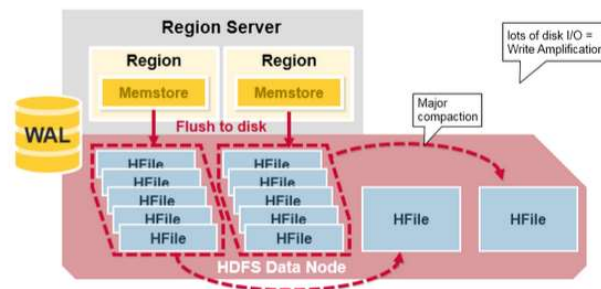 Region Server
lots of disk I/O =
Write Amplification
Region
Region
Memstore
Memstore
Major
compaction
Flush to disk
WAL
HFile
HFile
HFile
HFile
HFile
HFile
HFile
HFile
HFile
HFile
HFile
HFile
HDFS Data Node